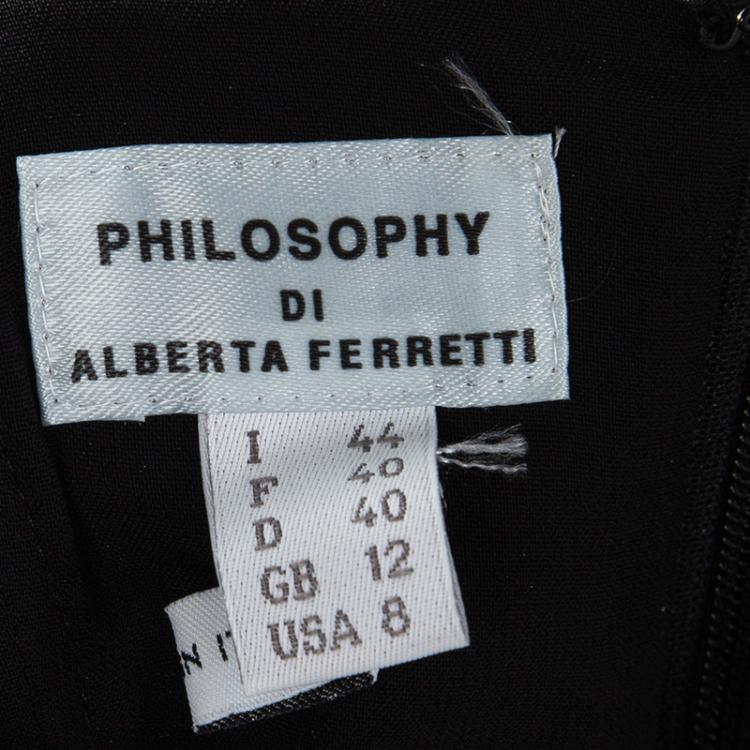 PHILOSOPHY
DI
ALBERTA FERRETTI
I 44
F 40
D 40
GB 12
USA 8